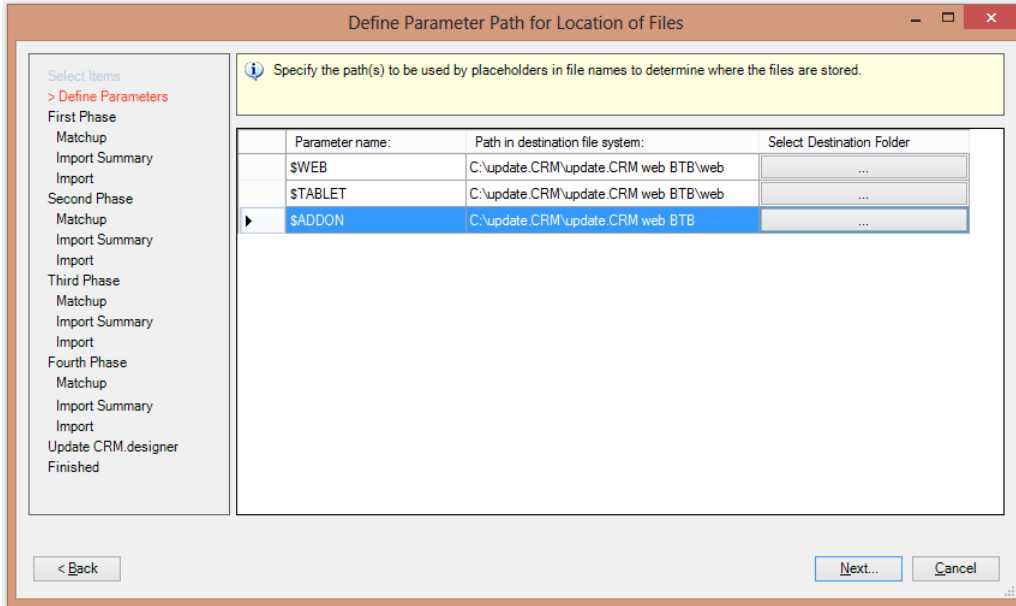 Define Parameter Path for Location of Files
Select Items
> Define Parameters
First Phase
Matchup
Import Summary
Import
Second Phase
Matchup
Import Summary
Import
Third Phase
Matchup
Import Summary
Import
Fourth Phase
Matchup
Import Summary
Import
Update CRM.designer
Finished
Specify the path(s) to be used by placeholders in file names to determine where the files are stored.
Parameter name: Path in destination file system: Select Destination Folder
$WEB C:\update.CRM\update.CRM web BTB\web ...
$TABLET C:\update.CRM\update.CRM web BTB\web ...
$ADDON C:\update.CRM\update.CRM web BTB ...
< Back Next... Cancel